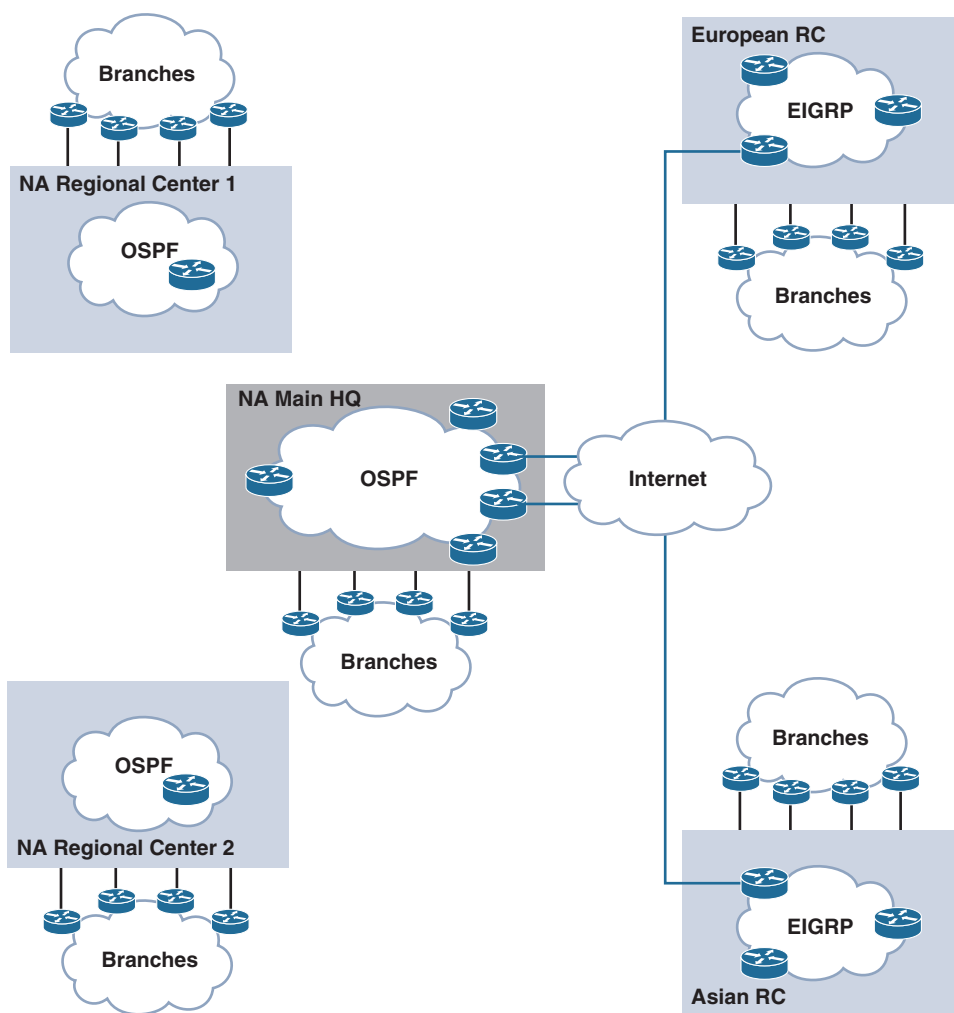 Branches
NA Regional Center 1
OSPF
European RC
EIGRP
Branches
NA Main HQ
OSPF
Internet
Branches
OSPF
NA Regional Center 2
Branches
Branches
EIGRP
Asian RC